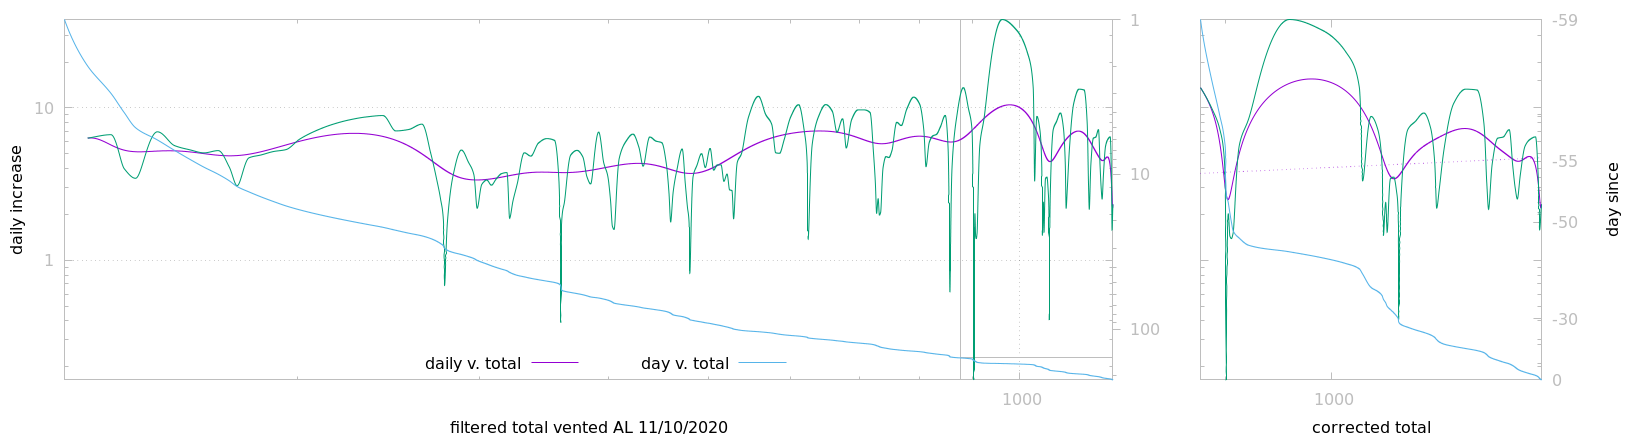 daily increase
10
1
daily v. total
day v. total
1
10
100
1000
filtered total vented AL 11/10/2020
-59
-55
-50
-30
0
day since
1000
corrected total